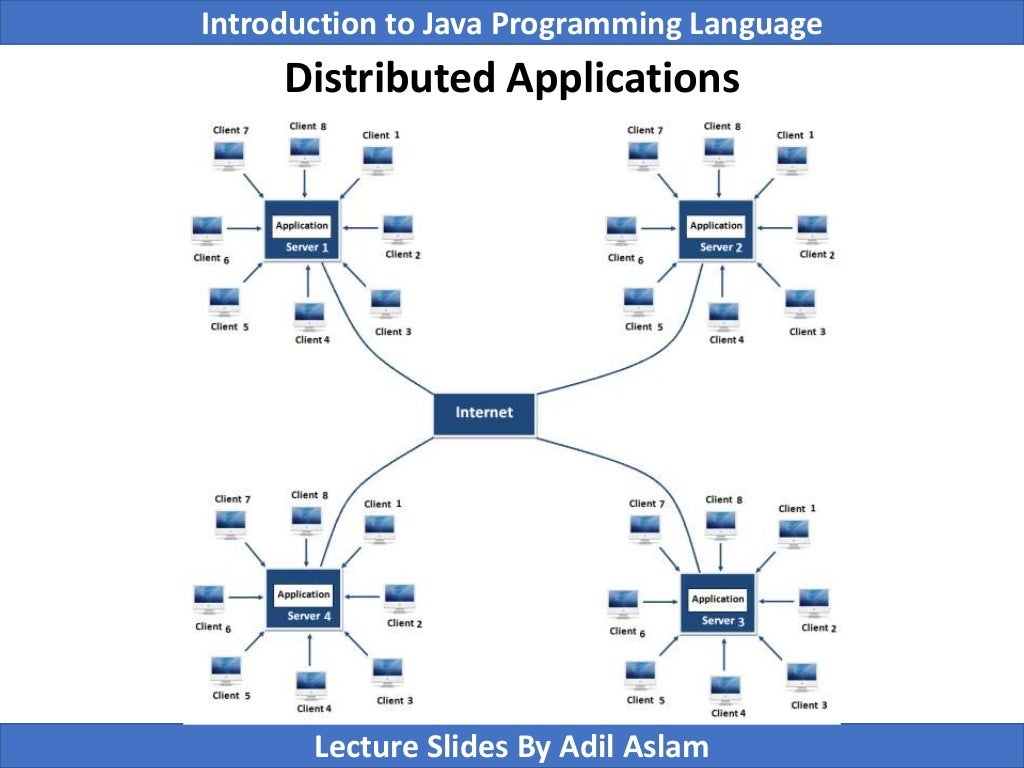 Introduction to Java Programming Language
Distributed Applications
Client 7
Client 8
Client 1
Application
Server 1
Client 6
Client 2
Client 5
Client 4
Client 3
Client 7
Client 8
Client 1
Application
Server 2
Client 6
Client 2
Client 5
Client 4
Client 3
Internet
Client 7
Client 8
Client 1
Application
Server 4
Client 6
Client 2
Client 5
Client 4
Client 3
Client 7
Client 8
Client 1
Application
Server 3
Client 6
Client 2
Client 5
Client 4
Client 3
Lecture Slides By Adil Aslam